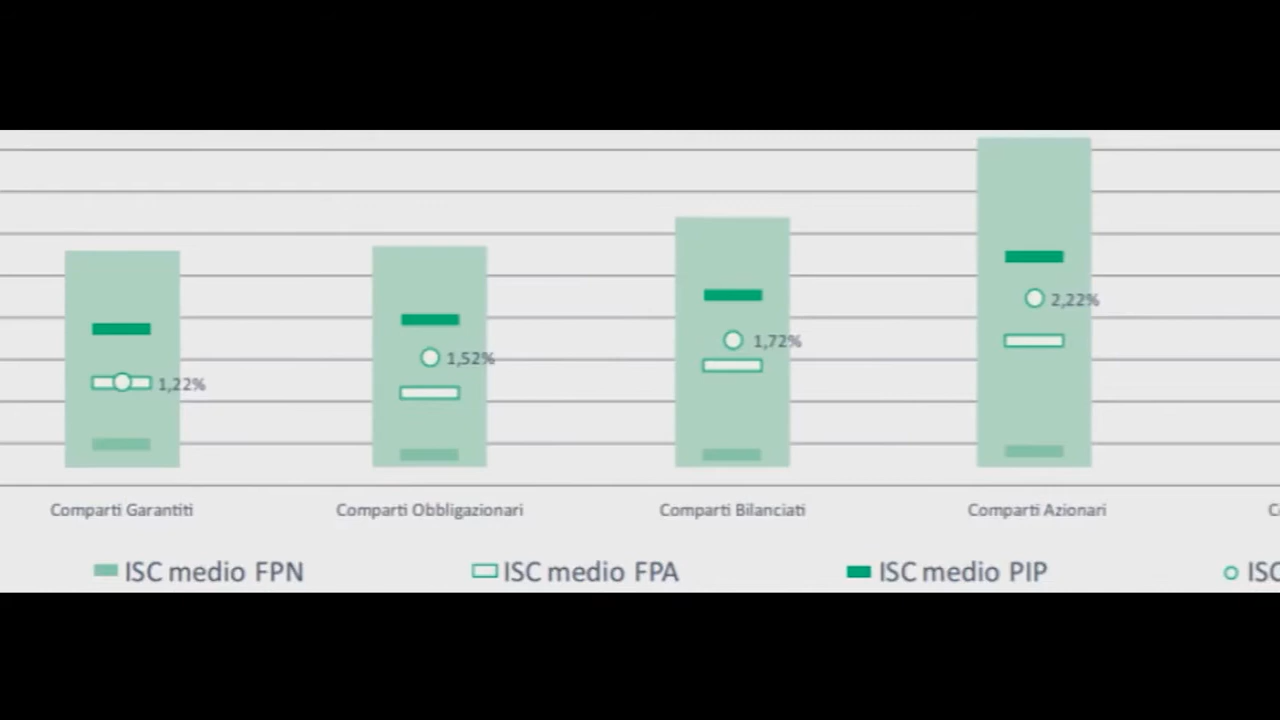 2,22%
1,72%
1,52%
1,22%
Comparti Garantiti Comparti Obbligazionari Comparti Bilanciati Comparti Azionari
ISC medio FPN ISC medio FPA ISC medio PIP ISC